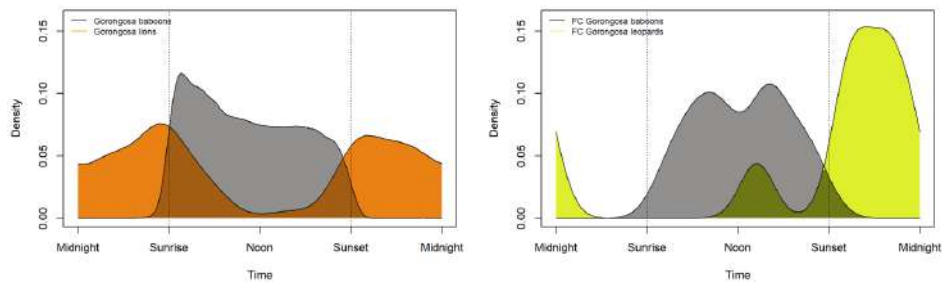 Gorongosa baboons
Gorongosa lions
0.15
0.10
0.05
0.00
Density
Midnight Sunrise Noon Sunset Midnight
Time
FC Gorongosa baboons
FC Gorongosa leopards
0.15
0.10
0.05
0.00
Density
Midnight Sunrise Noon Sunset Midnight
Time